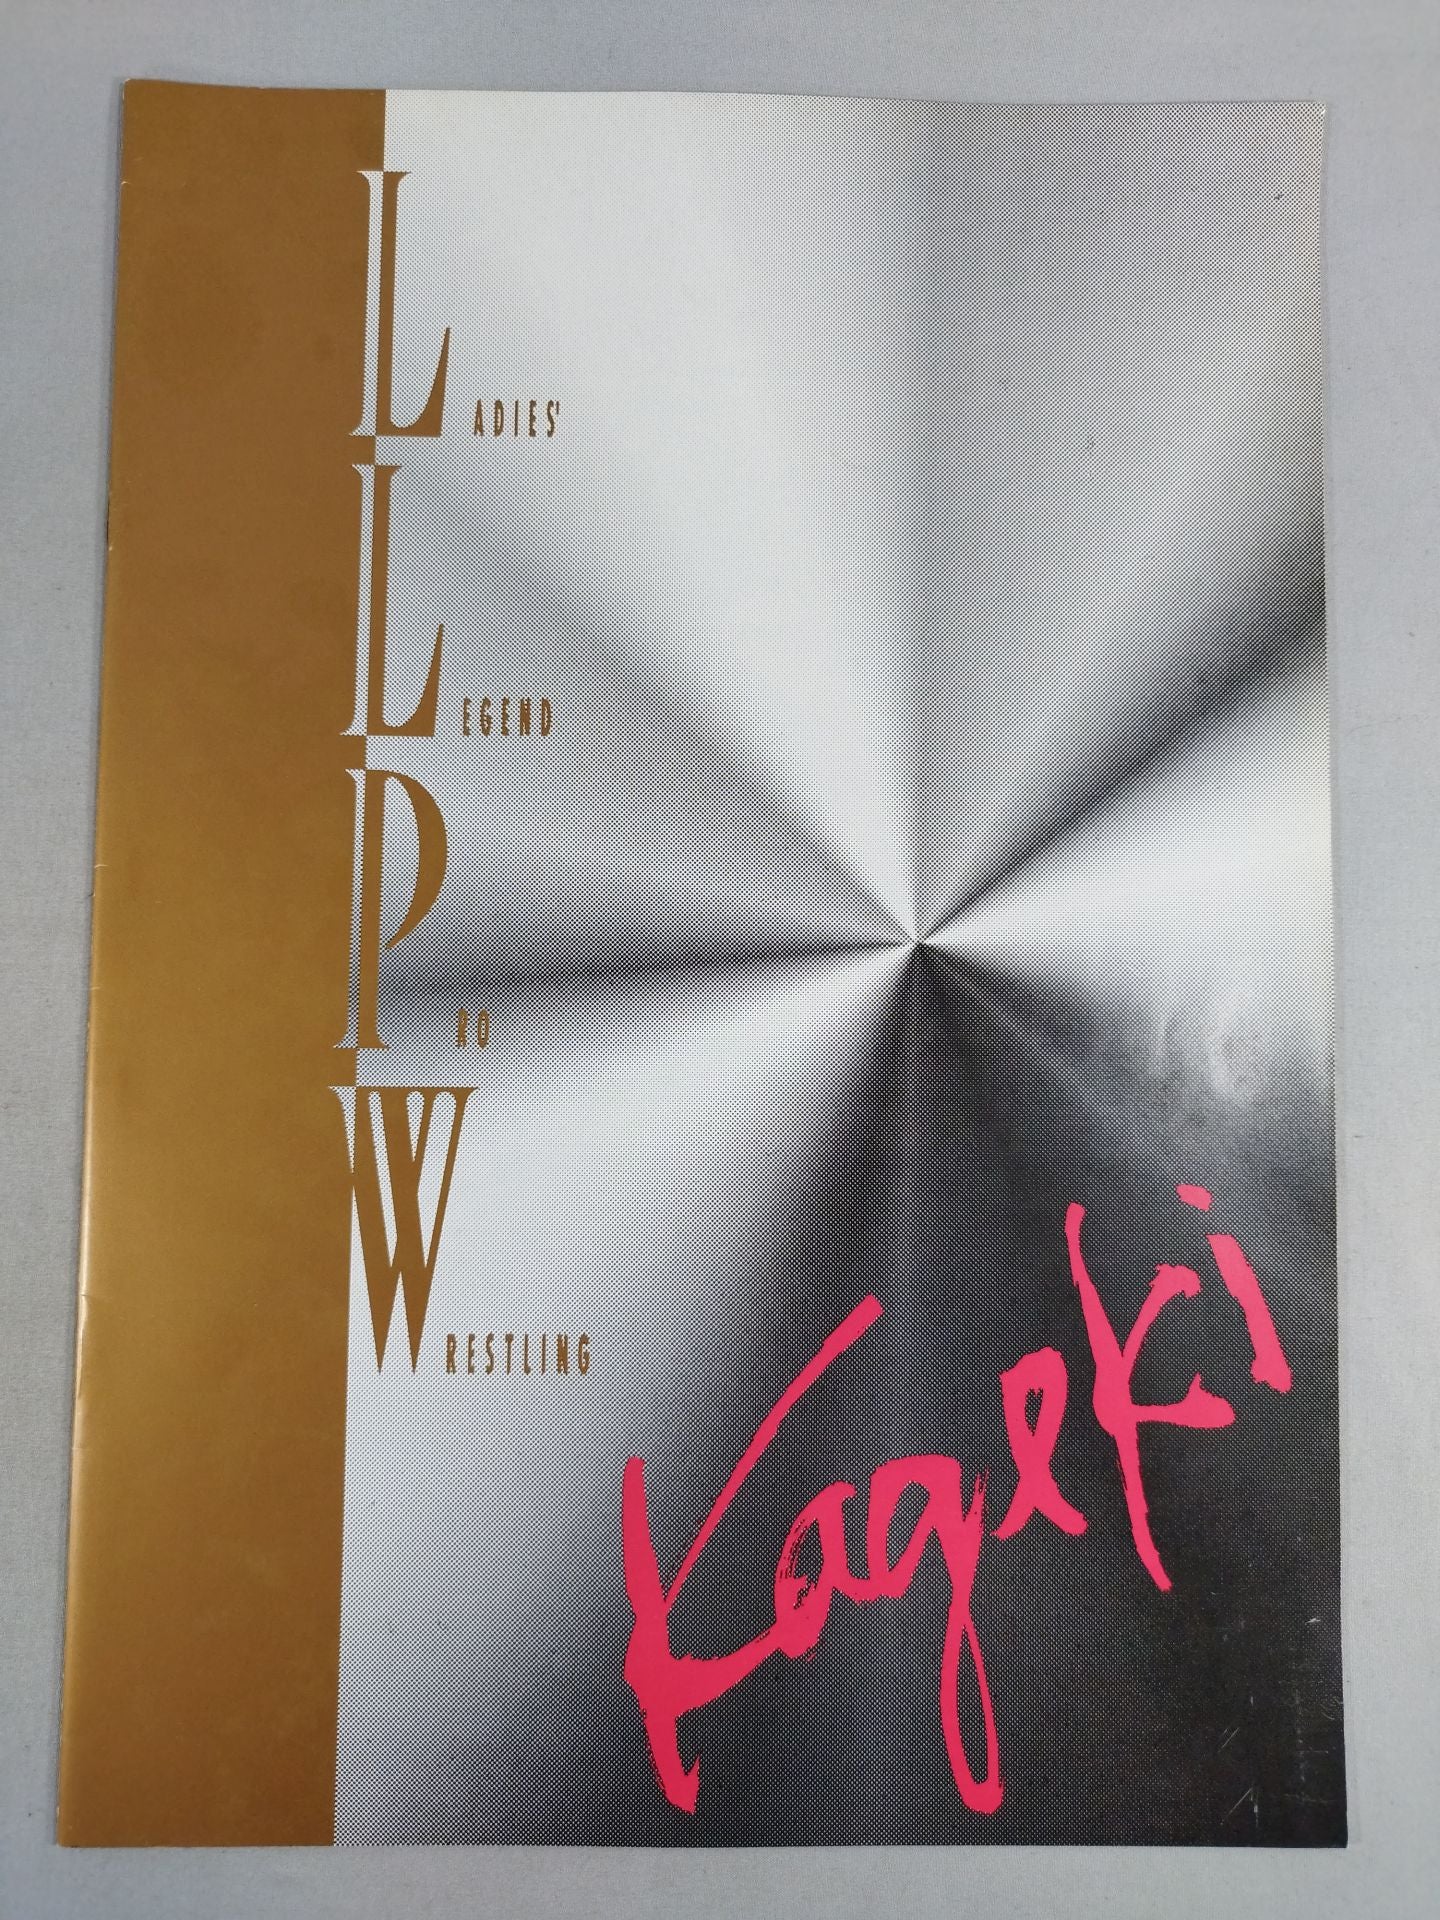 LADIES'
LEGEND
PRO
WRESTLING
Kageki